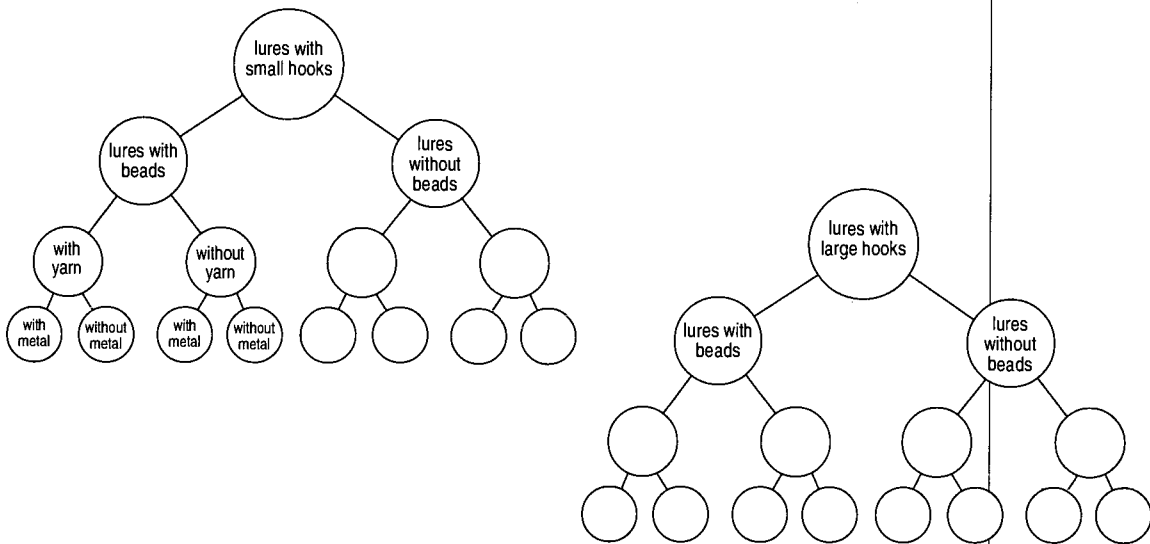 lures with
small hooks
lures with
beads
lures
without
beads
with
yarn
without
yarn
with
metal
without
metal
with
metal
without
metal
lures with
large hooks
lures with
beads
lures
without
beads